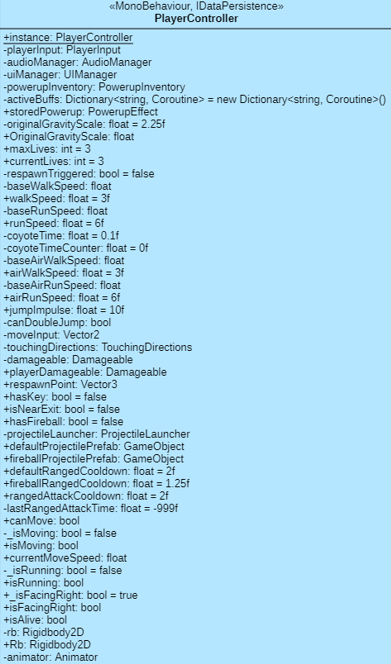 «MonoBehaviour, IDataPersistence»
PlayerController
+instance: PlayerController
-playerInput: PlayerInput
-audioManager: AudioManager
-uiManager: UIManager
-powerupInventory: PowerupInventory
-activeBuffs: Dictionary<string, Coroutine> = new Dictionary<string, Coroutine>()
+storedPowerup: PowerupEffect
-originalGravityScale: float = 2.25f
+OriginalGravityScale: float
+maxLives: int = 3
+currentLives: int = 3
-respawnTriggered: bool = false
-baseWalkSpeed: float
+walkSpeed: float = 3f
-baseRunSpeed: float
+runSpeed: float = 6f
-coyoteTime: float = 0.1f
-coyoteTimeCounter: float = 0f
-baseAirWalkSpeed: float
+airWalkSpeed: float = 3f
-baseAirRunSpeed: float
+airRunSpeed: float = 6f
+jumpImpulse: float = 10f
-canDoubleJump: bool
-moveInput: Vector2
-touchingDirections: TouchingDirections
-damageable: Damageable
+playerDamageable: Damageable
+respawnPoint: Vector3
+hasKey: bool = false
+isNearExit: bool = false
+hasFireball: bool = false
-projectileLauncher: ProjectileLauncher
+defaultProjectilePrefab: GameObject
+fireballProjectilePrefab: GameObject
+defaultRangedCooldown: float = 2f
+fireballRangedCooldown: float = 1.25f
+rangedAttackCooldown: float = 2f
-lastRangedAttackTime: float = -999f
+canMove: bool
-_isMoving: bool = false
+isMoving: bool
+currentMoveSpeed: float
-_isRunning: bool = false
+isRunning: bool
+_isFacingRight: bool = true
+isFacingRight: bool
+isAlive: bool
-rb: Rigidbody2D
+Rb: Rigidbody2D
-animator: Animator